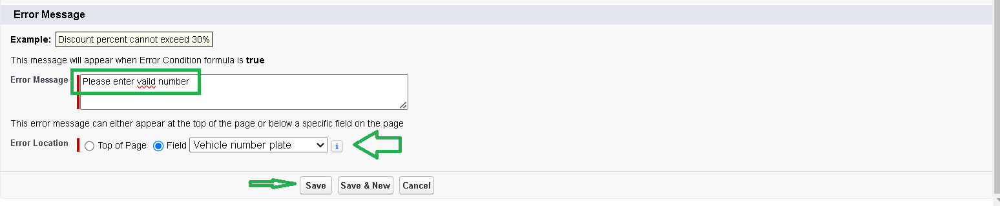 Error Message
Example: Discount percent cannot exceed 30%
This message will appear when Error Condition formula is true
Error Message Please enter vaild number
This error message can either appear at the top of the page or below a specific field on the page
Error Location Top of Page Field Vehicle number plate i
Save Save & New Cancel